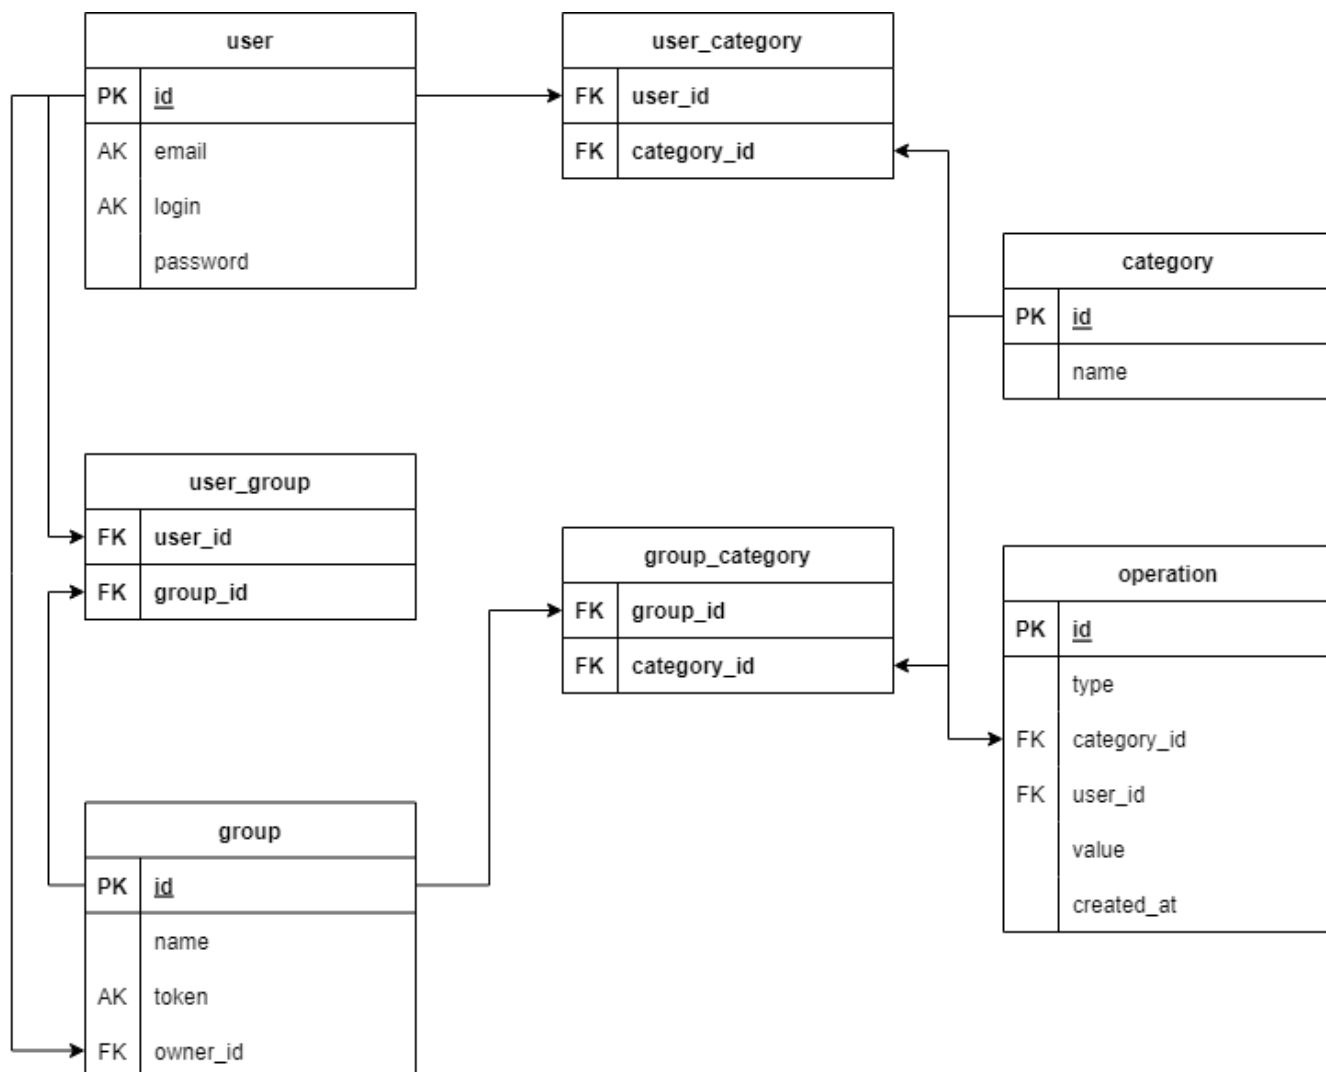 user
PK id
AK email
AK login
password
user_category
FK user_id
FK category_id
category
PK id
name
user_group
FK user_id
FK group_id
group_category
FK group_id
FK category_id
operation
PK id
type
FK category_id
FK user_id
value
created_at
group
PK id
name
AK token
FK owner_id